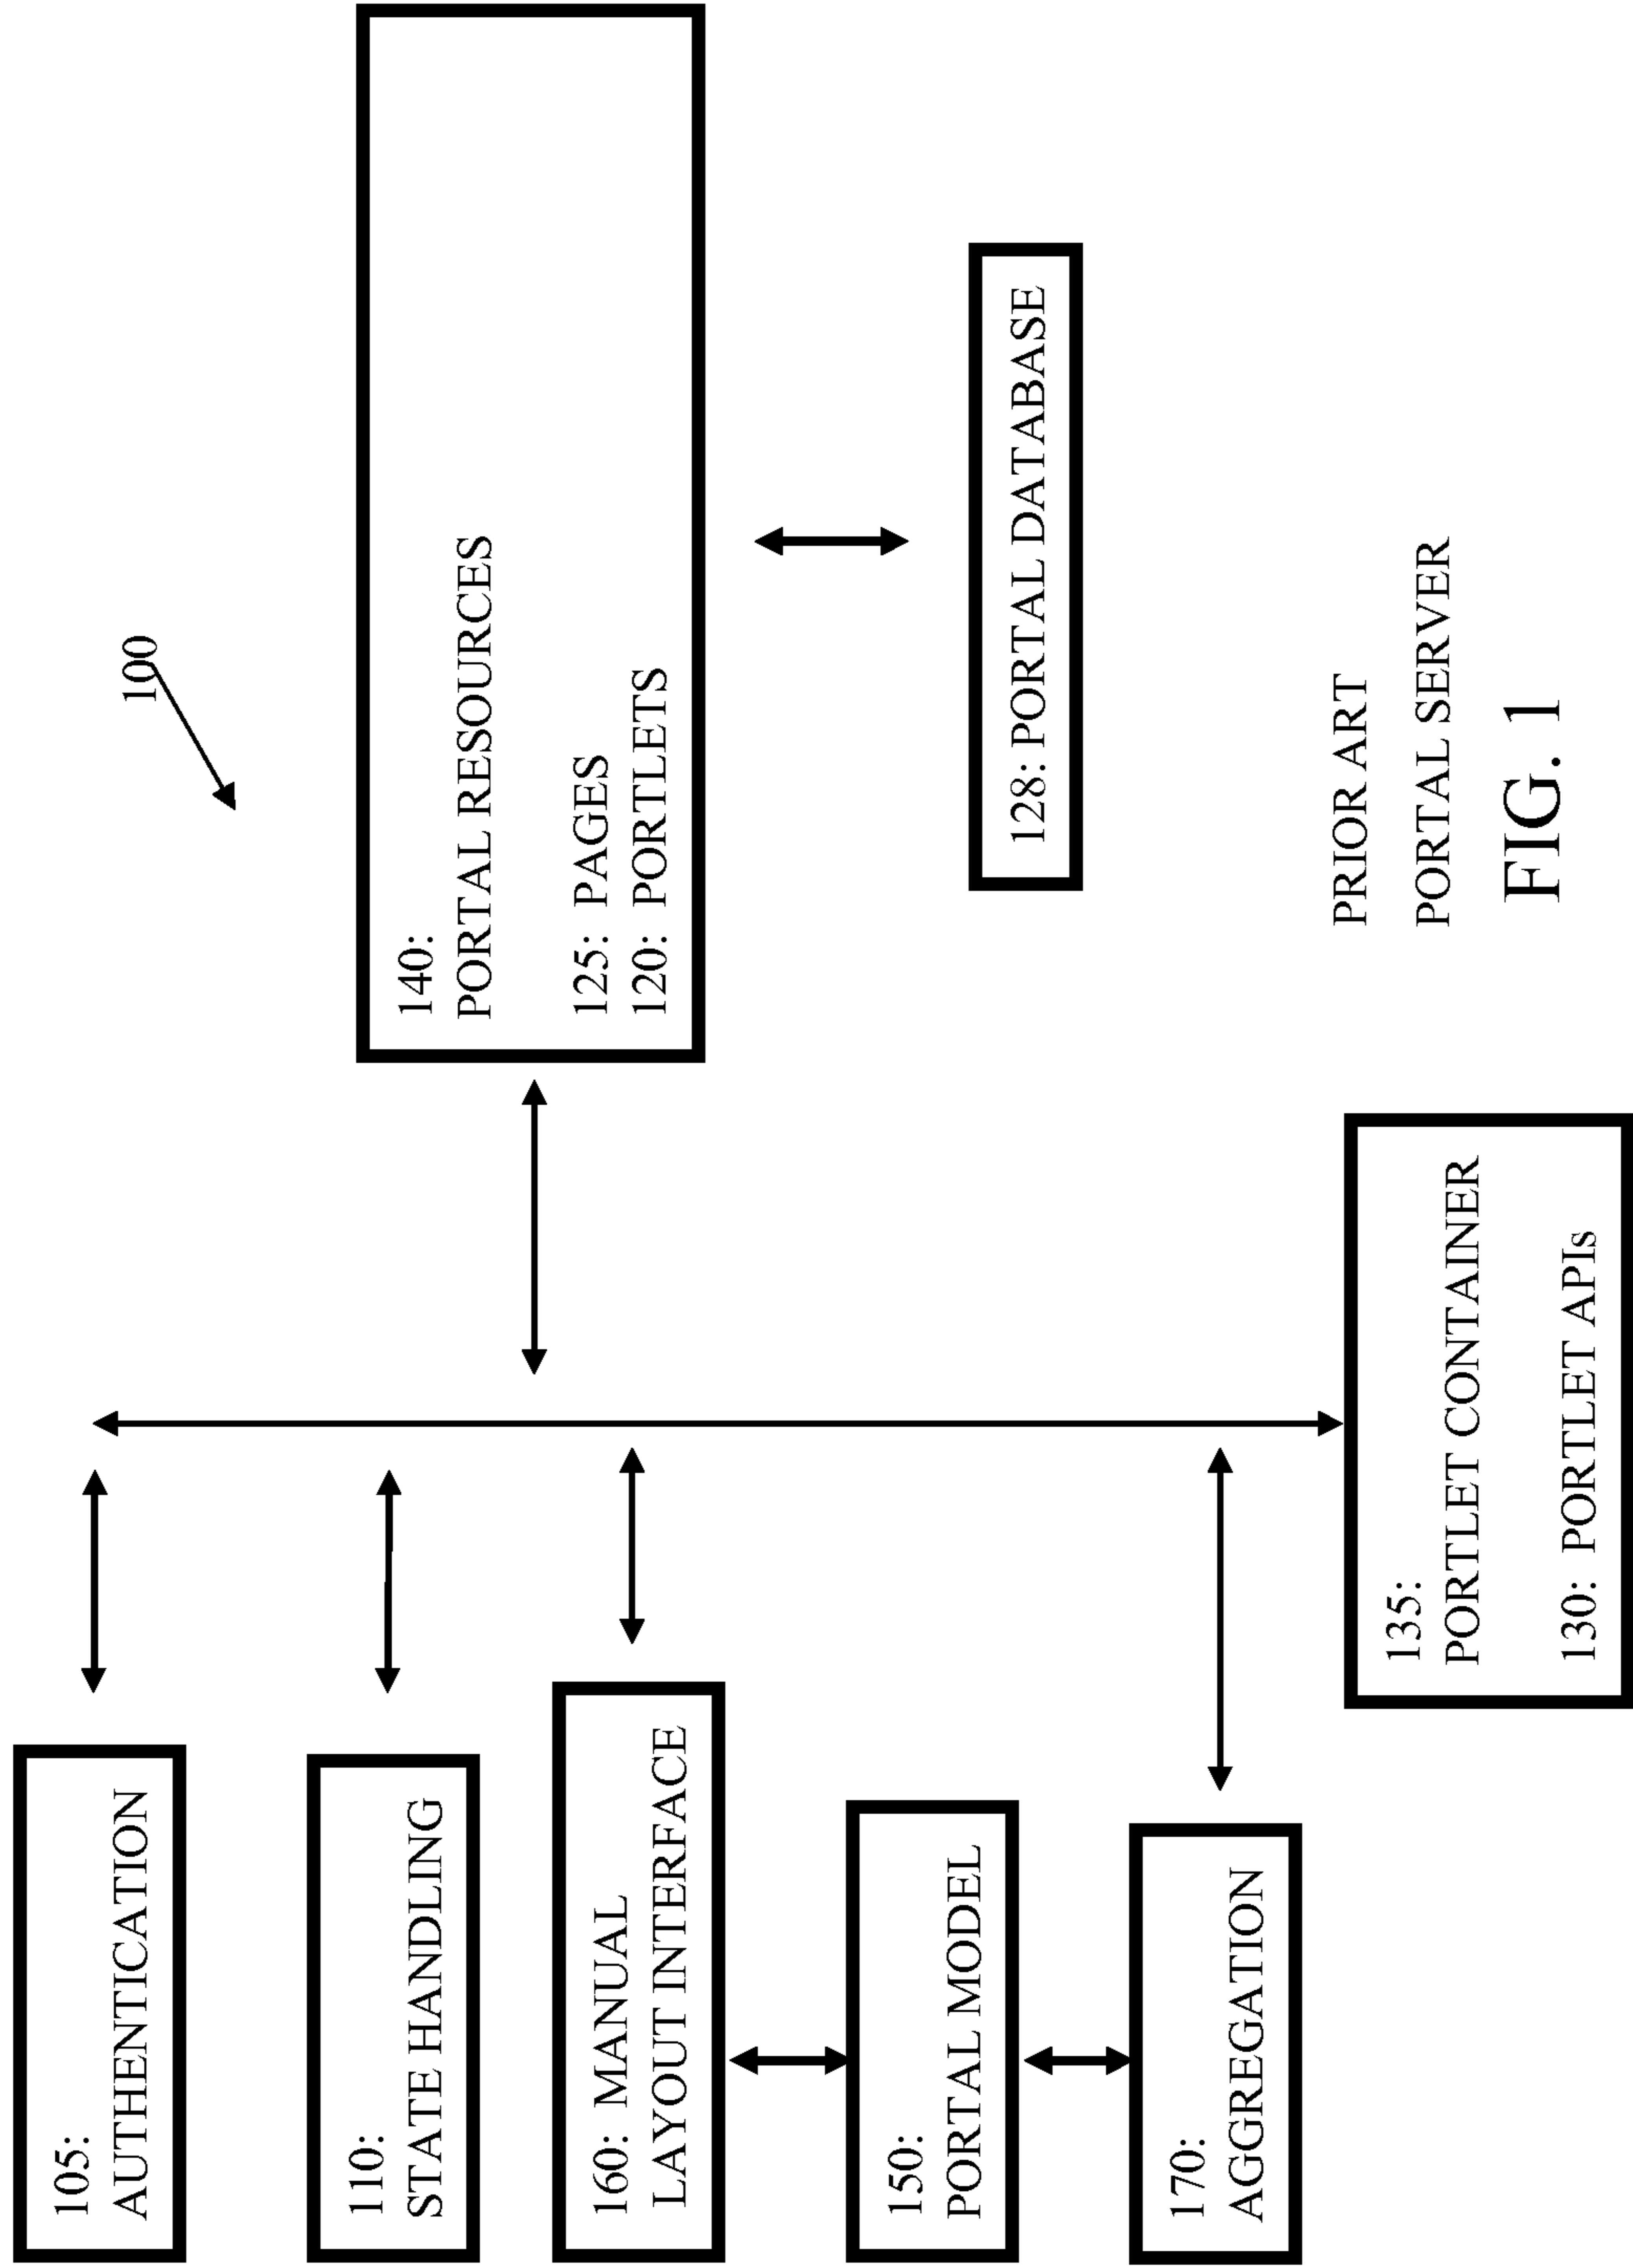 100
105:
AUTHENTICATION
110:
STATE HANDLING
160: MANUAL
LAYOUT INTERFACE
150:
PORTAL MODEL
170:
AGGREGATION
135:
PORTLET CONTAINER
130: PORTLET APIs
140:
PORTAL RESOURCES
125: PAGES
120: PORTLETS
128: PORTAL DATABASE
PRIOR ART
PORTAL SERVER
FIG. 1